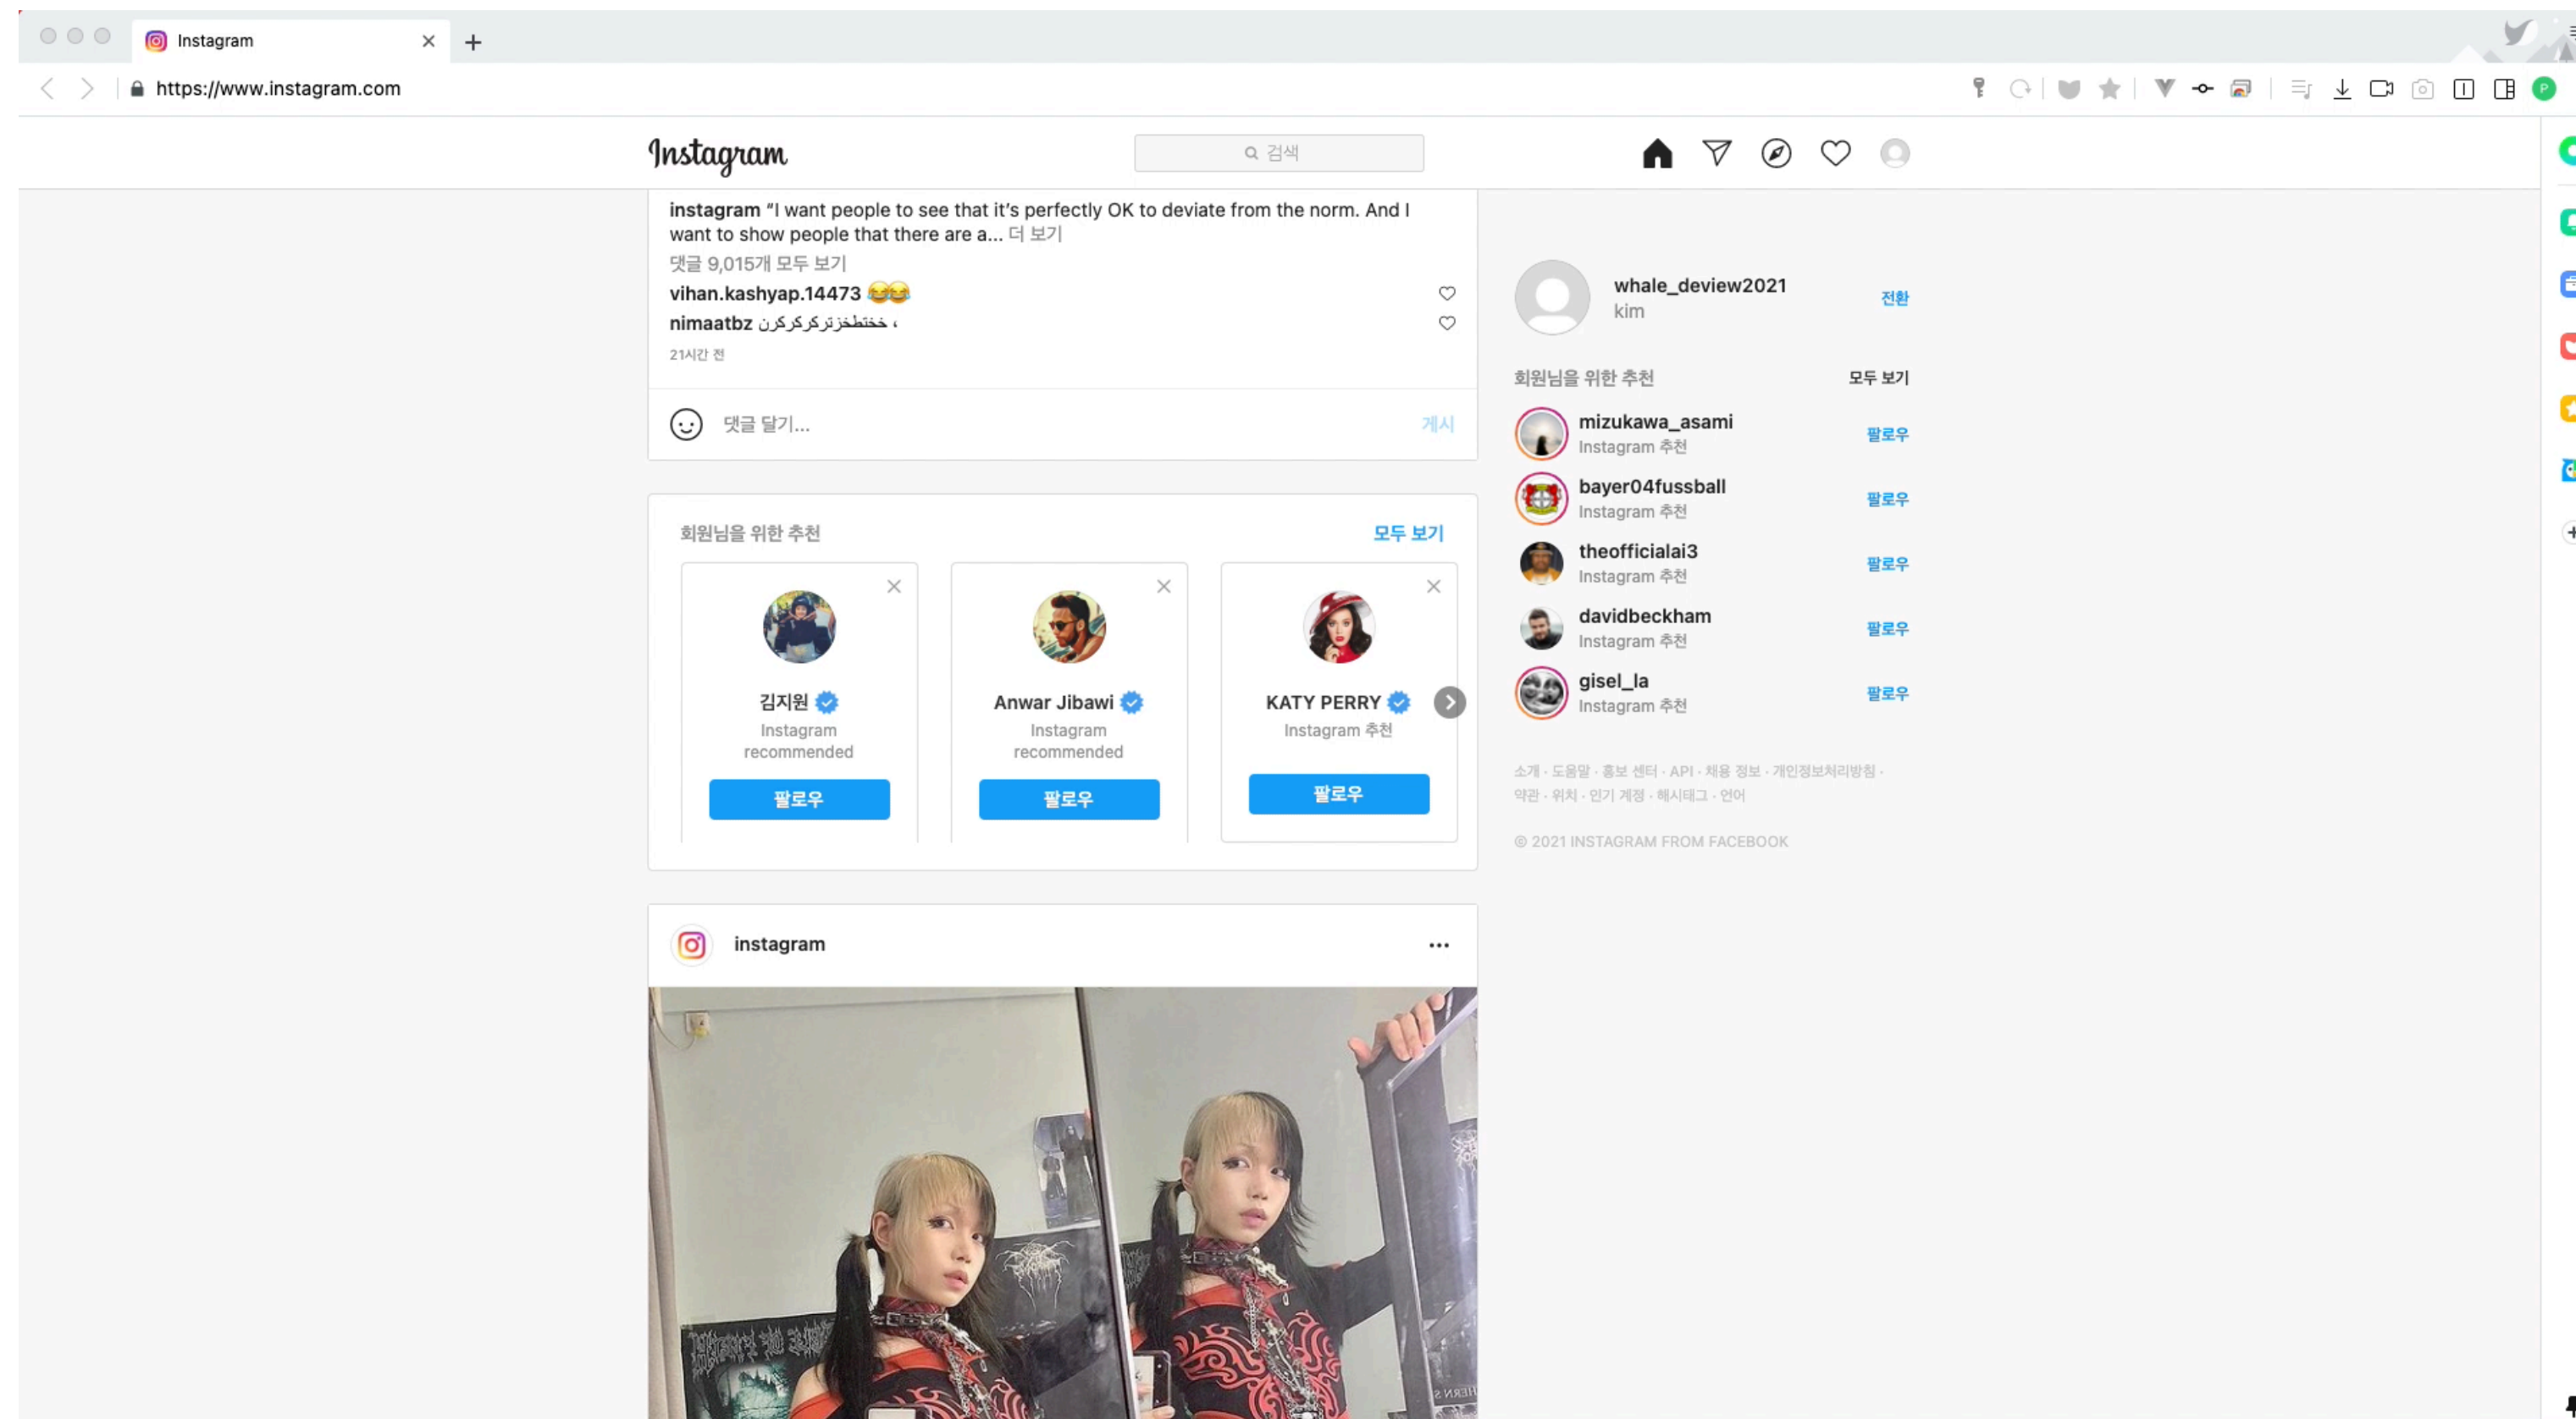 Instagram
https://www.instagram.com
P
Instagram
검색
instagram “I want people to see that it’s perfectly OK to deviate from the norm. And I
want to show people that there are a... 더 보기
댓글 9,015개 모두 보기
vihan.kashyap.14473 😂😂
nimaatbz
21시간 전
댓글 달기...
게시
회원님을 위한 추천
모두 보기
김지원
Instagram
recommended
팔로우
Anwar Jibawi
Instagram
recommended
팔로우
KATY PERRY
Instagram 추천
팔로우
instagram
whale_deview2021
kim
전환
회원님을 위한 추천
모두 보기
mizukawa_asami
Instagram 추천
팔로우
bayer04fussball
Instagram 추천
팔로우
theofficialai3
Instagram 추천
팔로우
davidbeckham
Instagram 추천
팔로우
gisel_la
Instagram 추천
팔로우
소개 · 도움말 · 홍보 센터 · API · 채용 정보 · 개인정보처리방침 ·
약관 · 위치 · 인기 계정 · 해시태그 · 언어
© 2021 INSTAGRAM FROM FACEBOOK